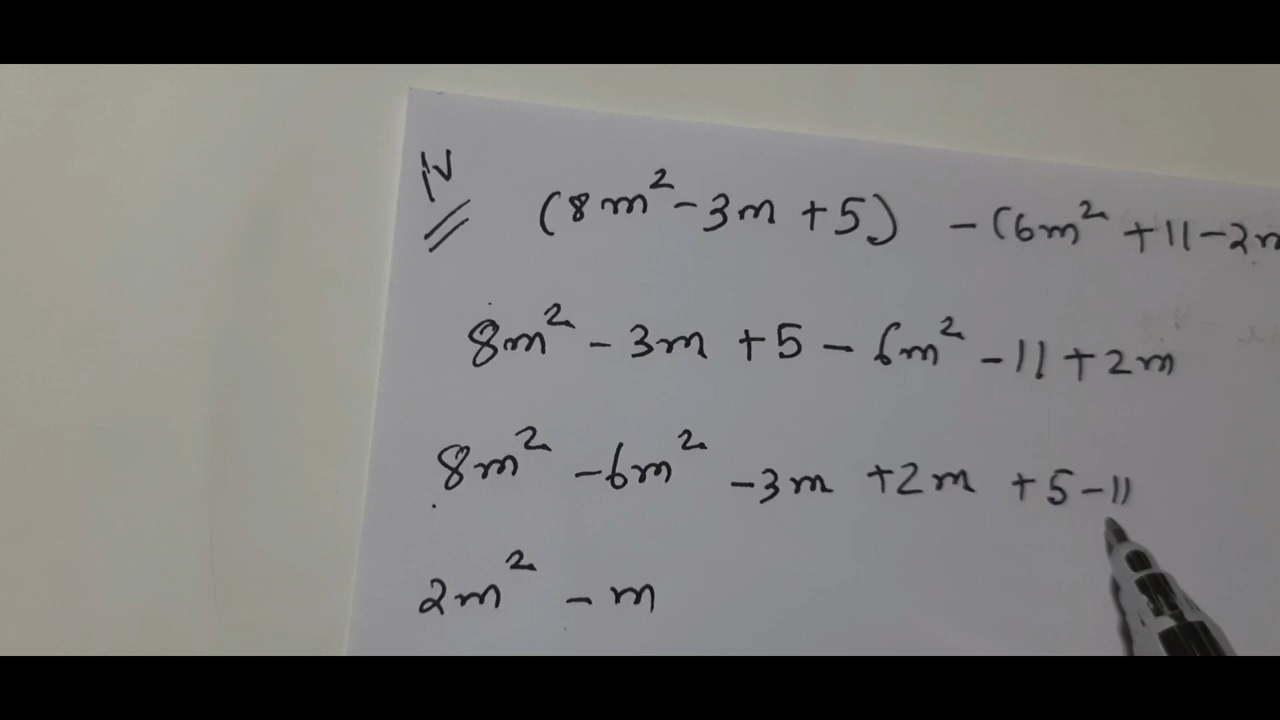 IV
(8m² - 3m + 5) - (6m² + 11 - 2m
8m² - 3m + 5 - 6m² - 11 + 2m
8m² - 6m² - 3m + 2m + 5 - 11
2m² - m